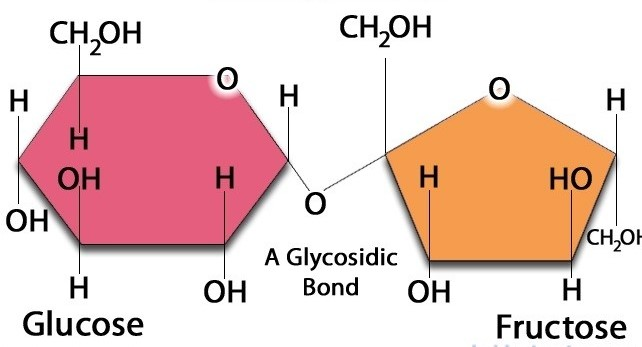 CH₂OH
CH₂OH
O
O
H
H
H
H
OH
H
H
HO
OH
O
CH₂OH
A Glycosidic
Bond
H
OH
OH
H
Glucose
Fructose